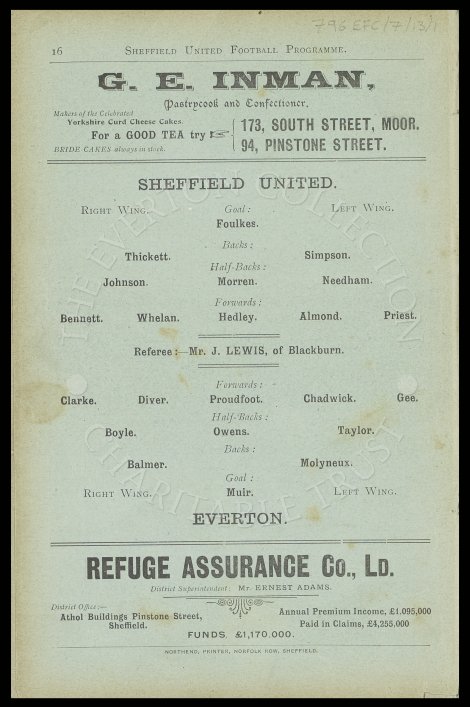 796 EFC/7/13/1
16 SHEFFIELD UNITED FOOTBALL PROGRAMME.
G. E. INMAN,
Pastrycook and Confectioner,
Makers of the Celebrated
Yorkshire Curd Cheese Cakes
For a GOOD TEA try
BRIDE CAKES always in stock.
173, SOUTH STREET, MOOR.
94, PINSTONE STREET.
SHEFFIELD UNITED.
RIGHT WING. Goal: LEFT WING.
Foulkes.
Backs:
Thickett. Simpson.
Half-Backs:
Johnson. Morren. Needham.
Forwards:
Bennett. Whelan. Hedley. Almond. Priest.
Referee:—Mr. J. LEWIS, of Blackburn.
Forwards:
Clarke. Diver. Proudfoot. Chadwick. Gee.
Half-Backs:
Boyle. Owens. Taylor.
Backs:
Balmer. Molyneux.
Goal:
RIGHT WING. Muir. LEFT WING.
EVERTON.
REFUGE ASSURANCE Co., LD.
District Superintendent: Mr. ERNEST ADAMS.
District Office:—
Athol Buildings Pinstone Street,
Sheffield.
Annual Premium Income, £1,095,000
Paid in Claims, £4,255,000
FUNDS, £1,170,000.
NORTHEND, PRINTER, NORFOLK ROW, SHEFFIELD.
THE EVERTON COLLECTION
CHARITABLE TRUST